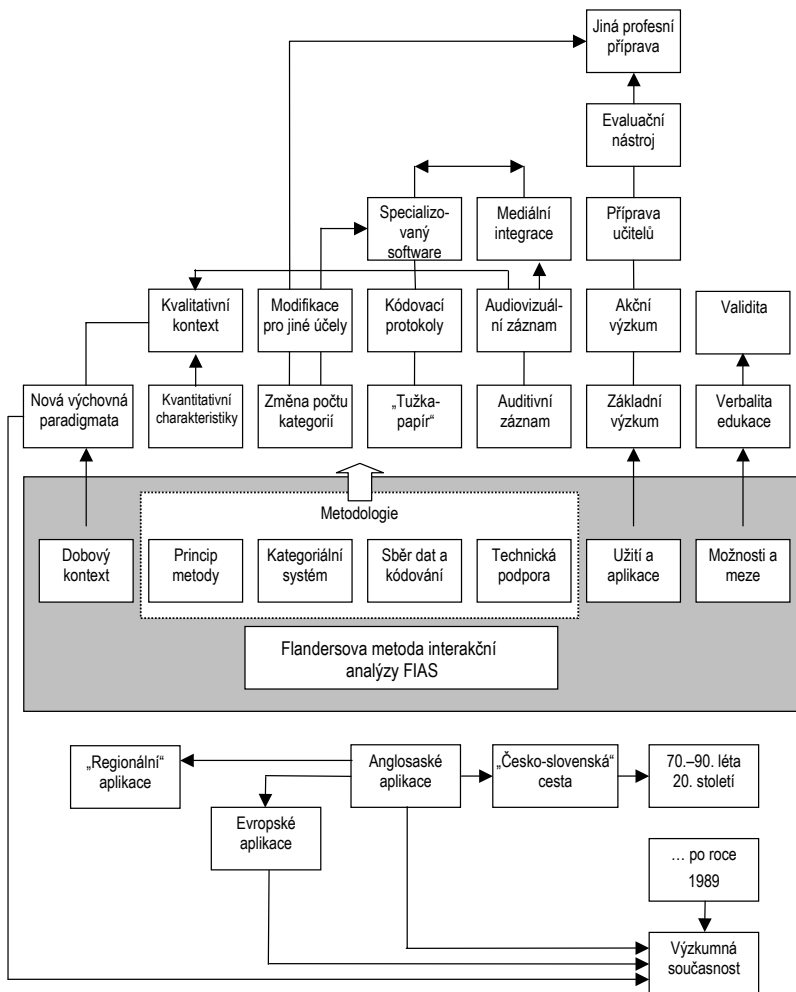 Jiná profesní
příprava
Evaluační
nástroj
Specializo-
vaný
software
Mediální
integrace
Příprava
učitelů
Kvalitativní
kontext
Modifikace
pro jiné účely
Kódovací
protokoly
Audiovizuál-
ní záznam
Akční
výzkum
Validita
Nová výchovná
paradigmata
Kvantitativní
charakteristiky
Změna počtu
kategorií
„Tužka-
papír“
Auditivní
záznam
Základní
výzkum
Verbalita
edukace
Metodologie
Dobový
kontext
Princip
metody
Kategoriální
systém
Sběr dat a
kódování
Technická
podpora
Užití a
aplikace
Možnosti a
meze
Flandersova metoda interakční
analýzy FIAS
„Regionální“
aplikace
Anglosaské
aplikace
„Česko-slovenská“
cesta
70.–90. léta
20. století
Evropské
aplikace
… po roce
1989
Výzkumná
současnost